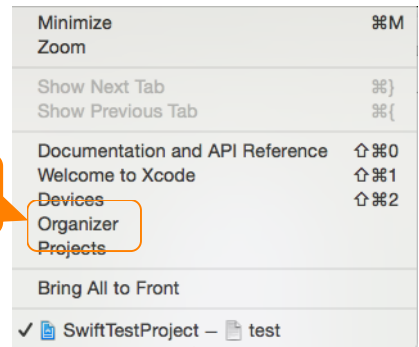 Minimize ⌘M
Zoom
Show Next Tab ⌘}
Show Previous Tab ⌘{
Documentation and API Reference ⇧⌘0
Welcome to Xcode ⇧⌘1
Devices ⇧⌘2
Organizer
Projects
Bring All to Front
✓ SwiftTestProject – test